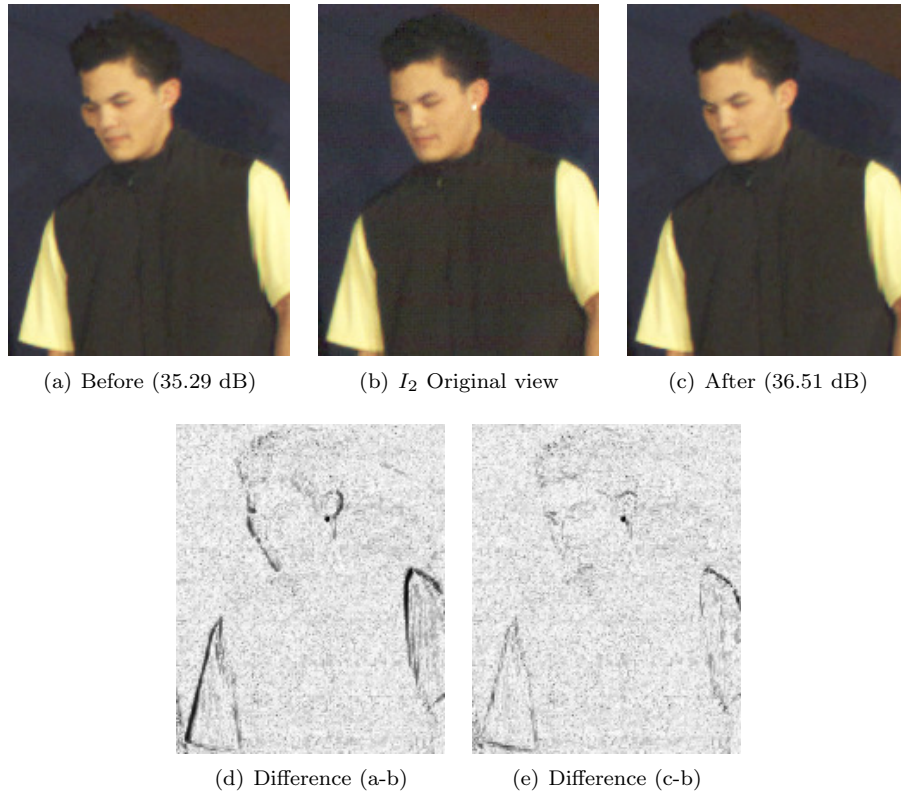 (a) Before (35.29 dB)
(b) I₂ Original view
(c) After (36.51 dB)
(d) Difference (a-b)
(e) Difference (c-b)